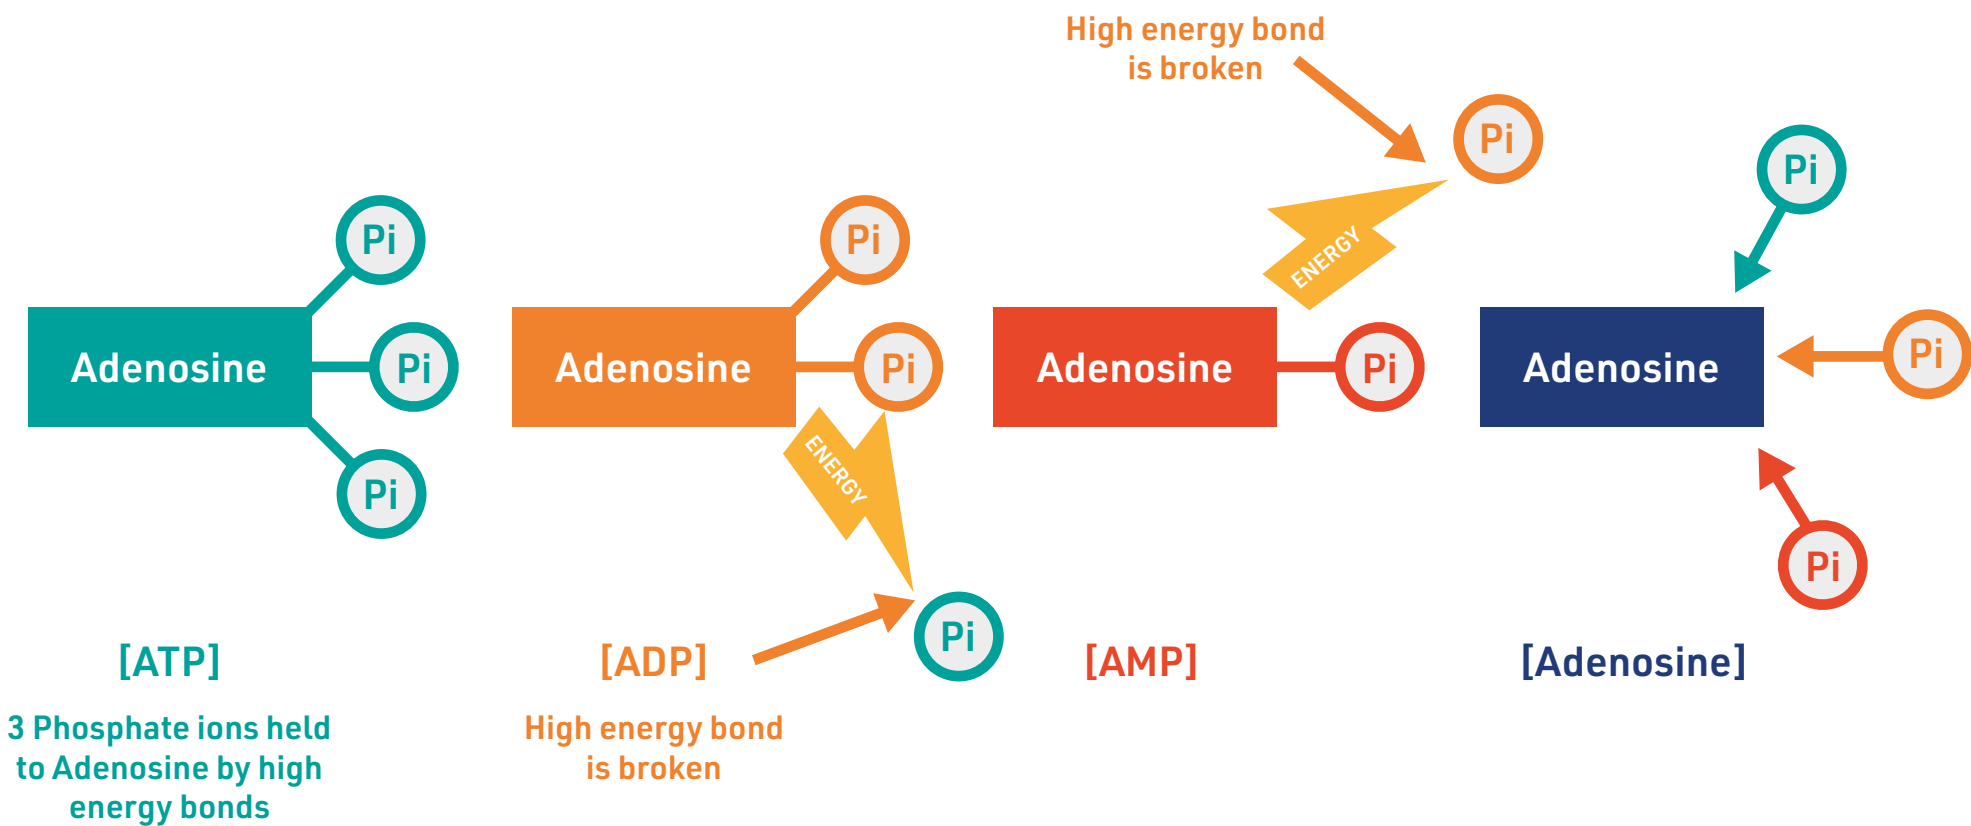 High energy bond
is broken
Pi
Pi
Pi
Pi
ENERGY
Adenosine
Pi
Adenosine
Pi
Adenosine
Pi
Adenosine
Pi
ENERGY
Pi
Pi
Pi
[ATP]
[ADP]
[AMP]
[Adenosine]
3 Phosphate ions held
to Adenosine by high
energy bonds
High energy bond
is broken